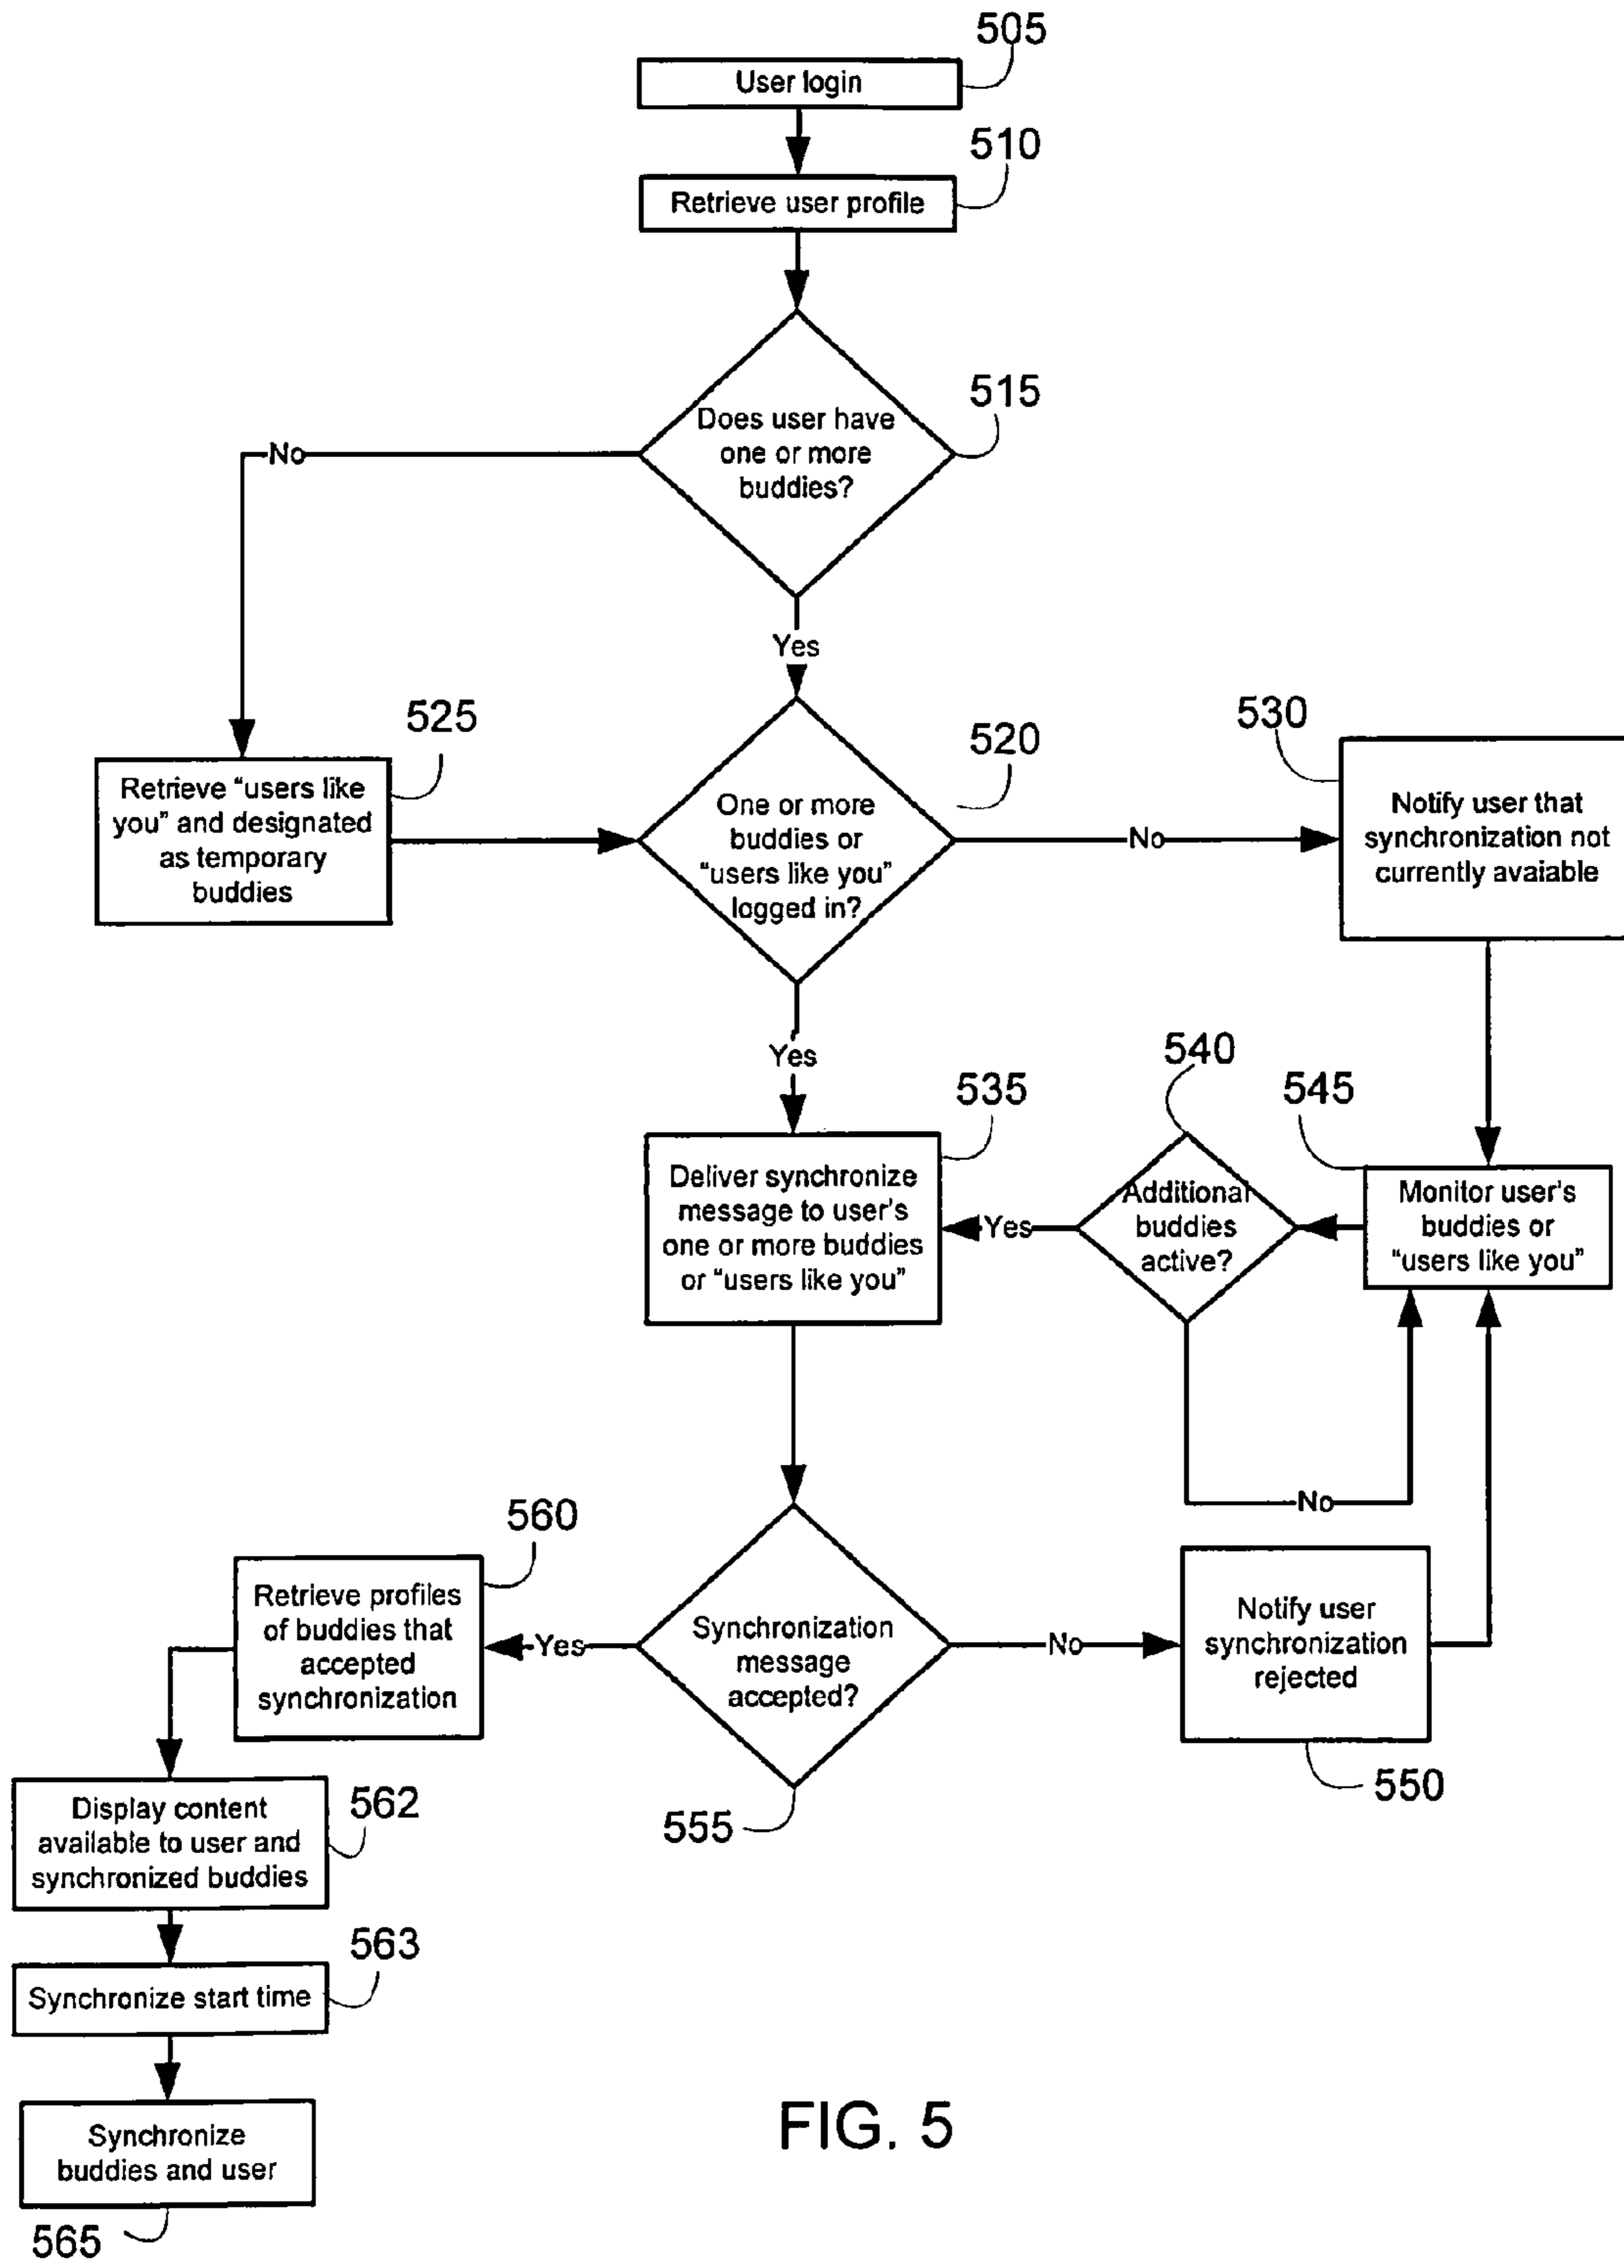 505
User login
510
Retrieve user profile
515
Does user have
one or more
buddies?
No
Yes
525
Retrieve “users like
you” and designated
as temporary
buddies
520
One or more
buddies or
“users like you”
logged in?
No
530
Notify user that
synchronization not
currently avaiable
Yes
535
Deliver synchronize
message to user's
one or more buddies
or “users like you”
540
Additional
buddies
active?
Yes
545
Monitor user's
buddies or
“users like you”
No
560
Retrieve profiles
of buddies that
accepted
synchronization
Yes
Synchronization
message
accepted?
555
No
Notify user
synchronization
rejected
550
Display content
available to user and
synchronized buddies
562
563
Synchronize start time
Synchronize
buddies and user
565
FIG. 5